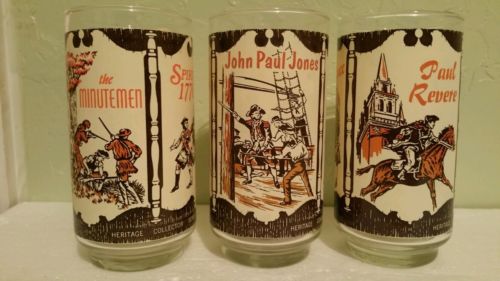 the
MINUTEMEN
HERITAGE COLLECTOR
John Paul Jones
HERITAGE
Paul
Revere
HERITAGE